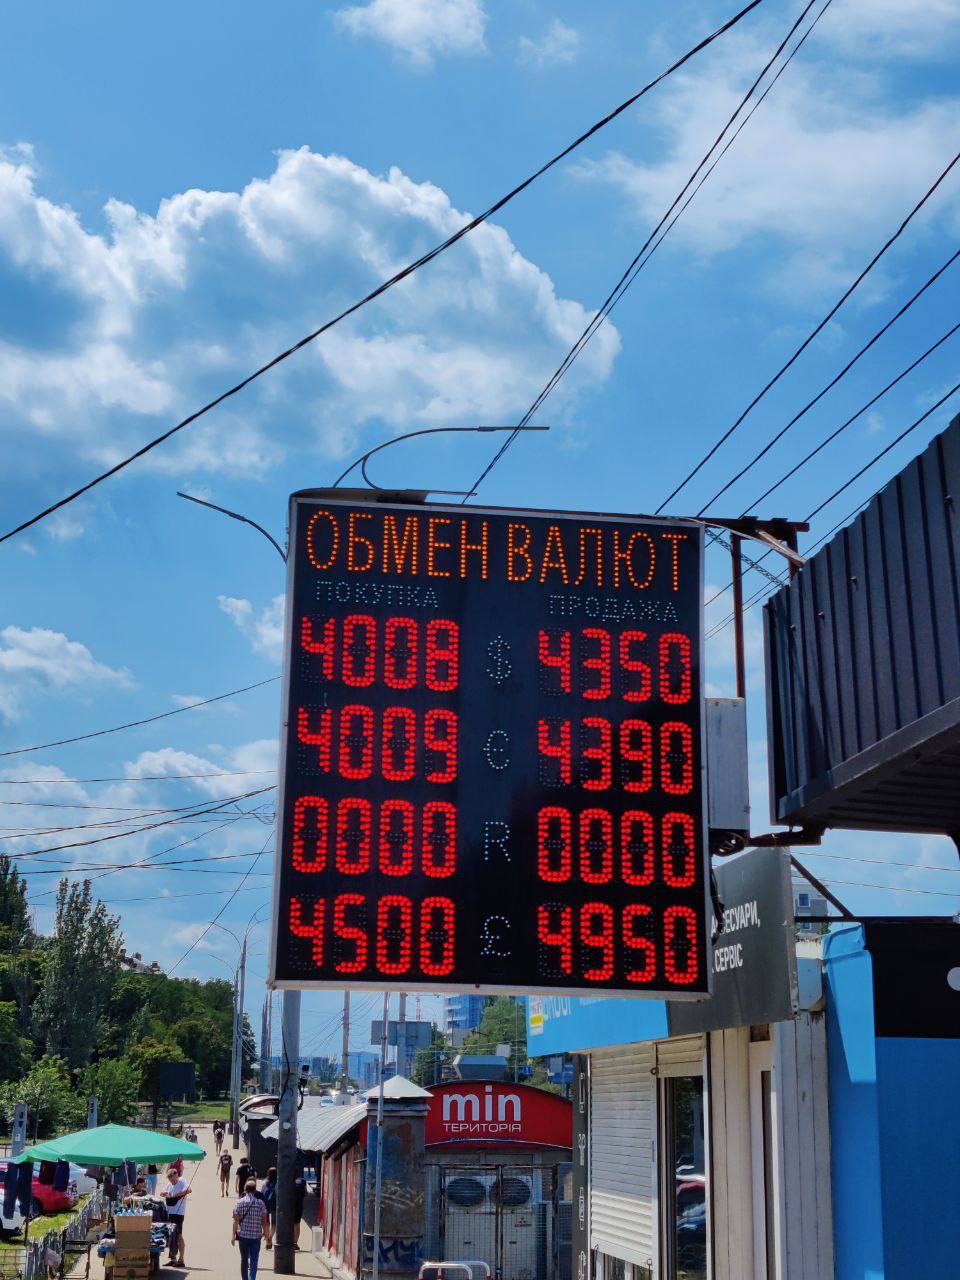 ОБМЕН ВАЛЮТ
ПОКУПКА ПРОДАЖА
4008 $ 4350
4009 € 4390
0000 R 0000
4500 £ 4950
СЕРВІС
min
ТЕРИТОРІЯ